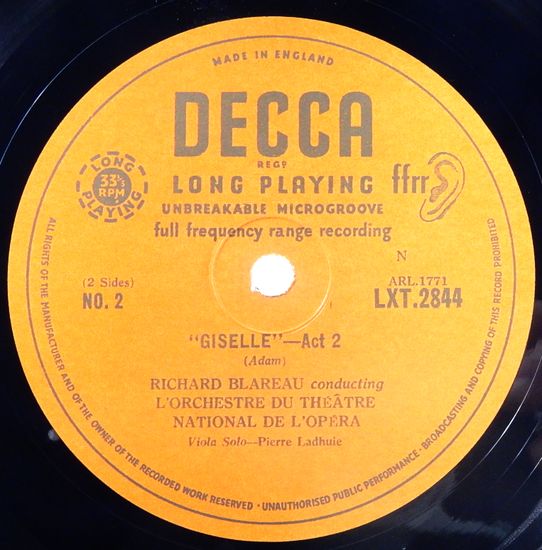 MADE IN ENGLAND
DECCA
REGD
LONG PLAYING
LONG 33⅓ RPM PLAYING
ffrr
UNBREAKABLE MICROGROOVE
full frequency range recording
N
(2 Sides)
NO. 2
ARL.1771
LXT.2844
"GISELLE"—Act 2
(Adam)
RICHARD BLAREAU conducting
L'ORCHESTRE DU THÉÂTRE
NATIONAL DE L'OPÉRA
Viola Solo—Pierre Ladhuie
ALL RIGHTS OF THE MANUFACTURER AND OF THE OWNER OF THE RECORDED WORK RESERVED · UNAUTHORISED PUBLIC PERFORMANCE · BROADCASTING AND COPYING OF THIS RECORD PROHIBITED